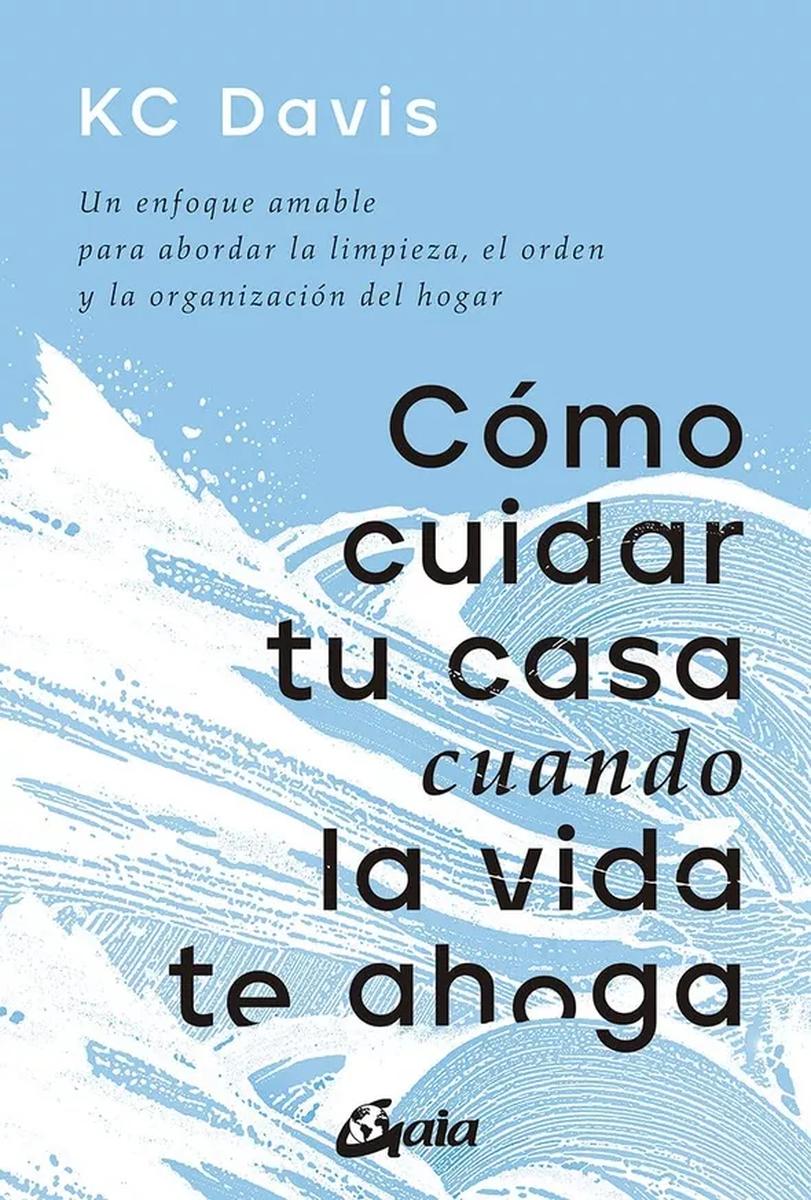 KC Davis
Un enfoque amable
para abordar la limpieza, el orden
y la organización del hogar
Cómo
cuidar
tu casa
cuando
la vida
te ahoga
Gaia